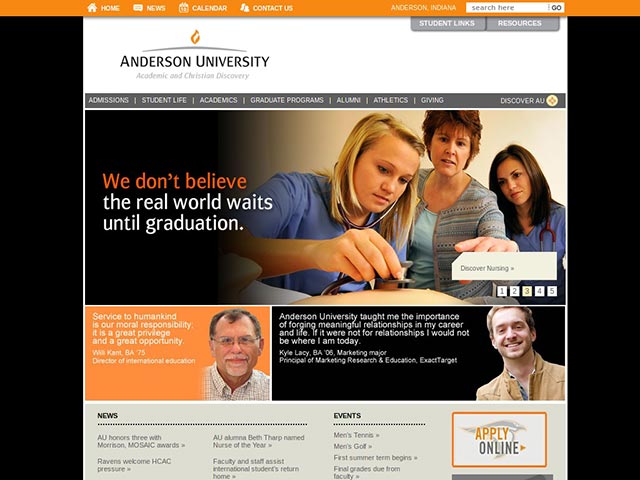 HOME NEWS CALENDAR CONTACT US ANDERSON, INDIANA search here GO
STUDENT LINKS RESOURCES
ANDERSON UNIVERSITY
Academic and Christian Discovery
ADMISSIONS | STUDENT LIFE | ACADEMICS | GRADUATE PROGRAMS | ALUMNI | ATHLETICS | GIVING DISCOVER AU
We don't believe
the real world waits
until graduation.
Discover Nursing »
1 2 3 4 5
Service to humankind
is our moral responsibility;
it is a great privilege
and a great opportunity.
Willi Kant, BA '75
Director of international education
Anderson University taught me the importance
of forging meaningful relationships in my career
and life. If it were not for relationships I would not
be where I am today.
Kyle Lacy, BA '06, Marketing major
Principal of Marketing Research & Education, ExactTarget
NEWS
AU honors three with
Morrison, MOSAIC awards »
Ravens welcome HCAC
pressure »
AU alumna Beth Tharp named
Nurse of the Year »
Faculty and staff assist
international student's return
home »
EVENTS
Men's Tennis »
Men's Golf »
First summer term begins »
Final grades due from
faculty »
APPLY
ONLINE